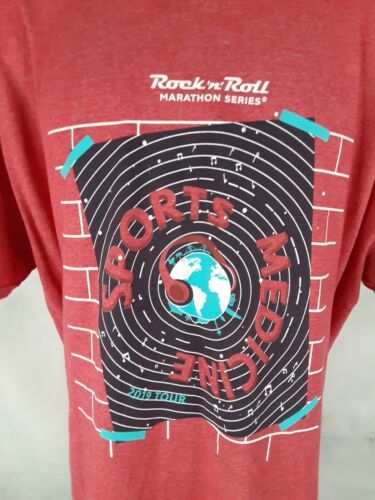 Rock 'n' Roll
MARATHON SERIES®
SPORTS MEDICINE
2019 TOUR